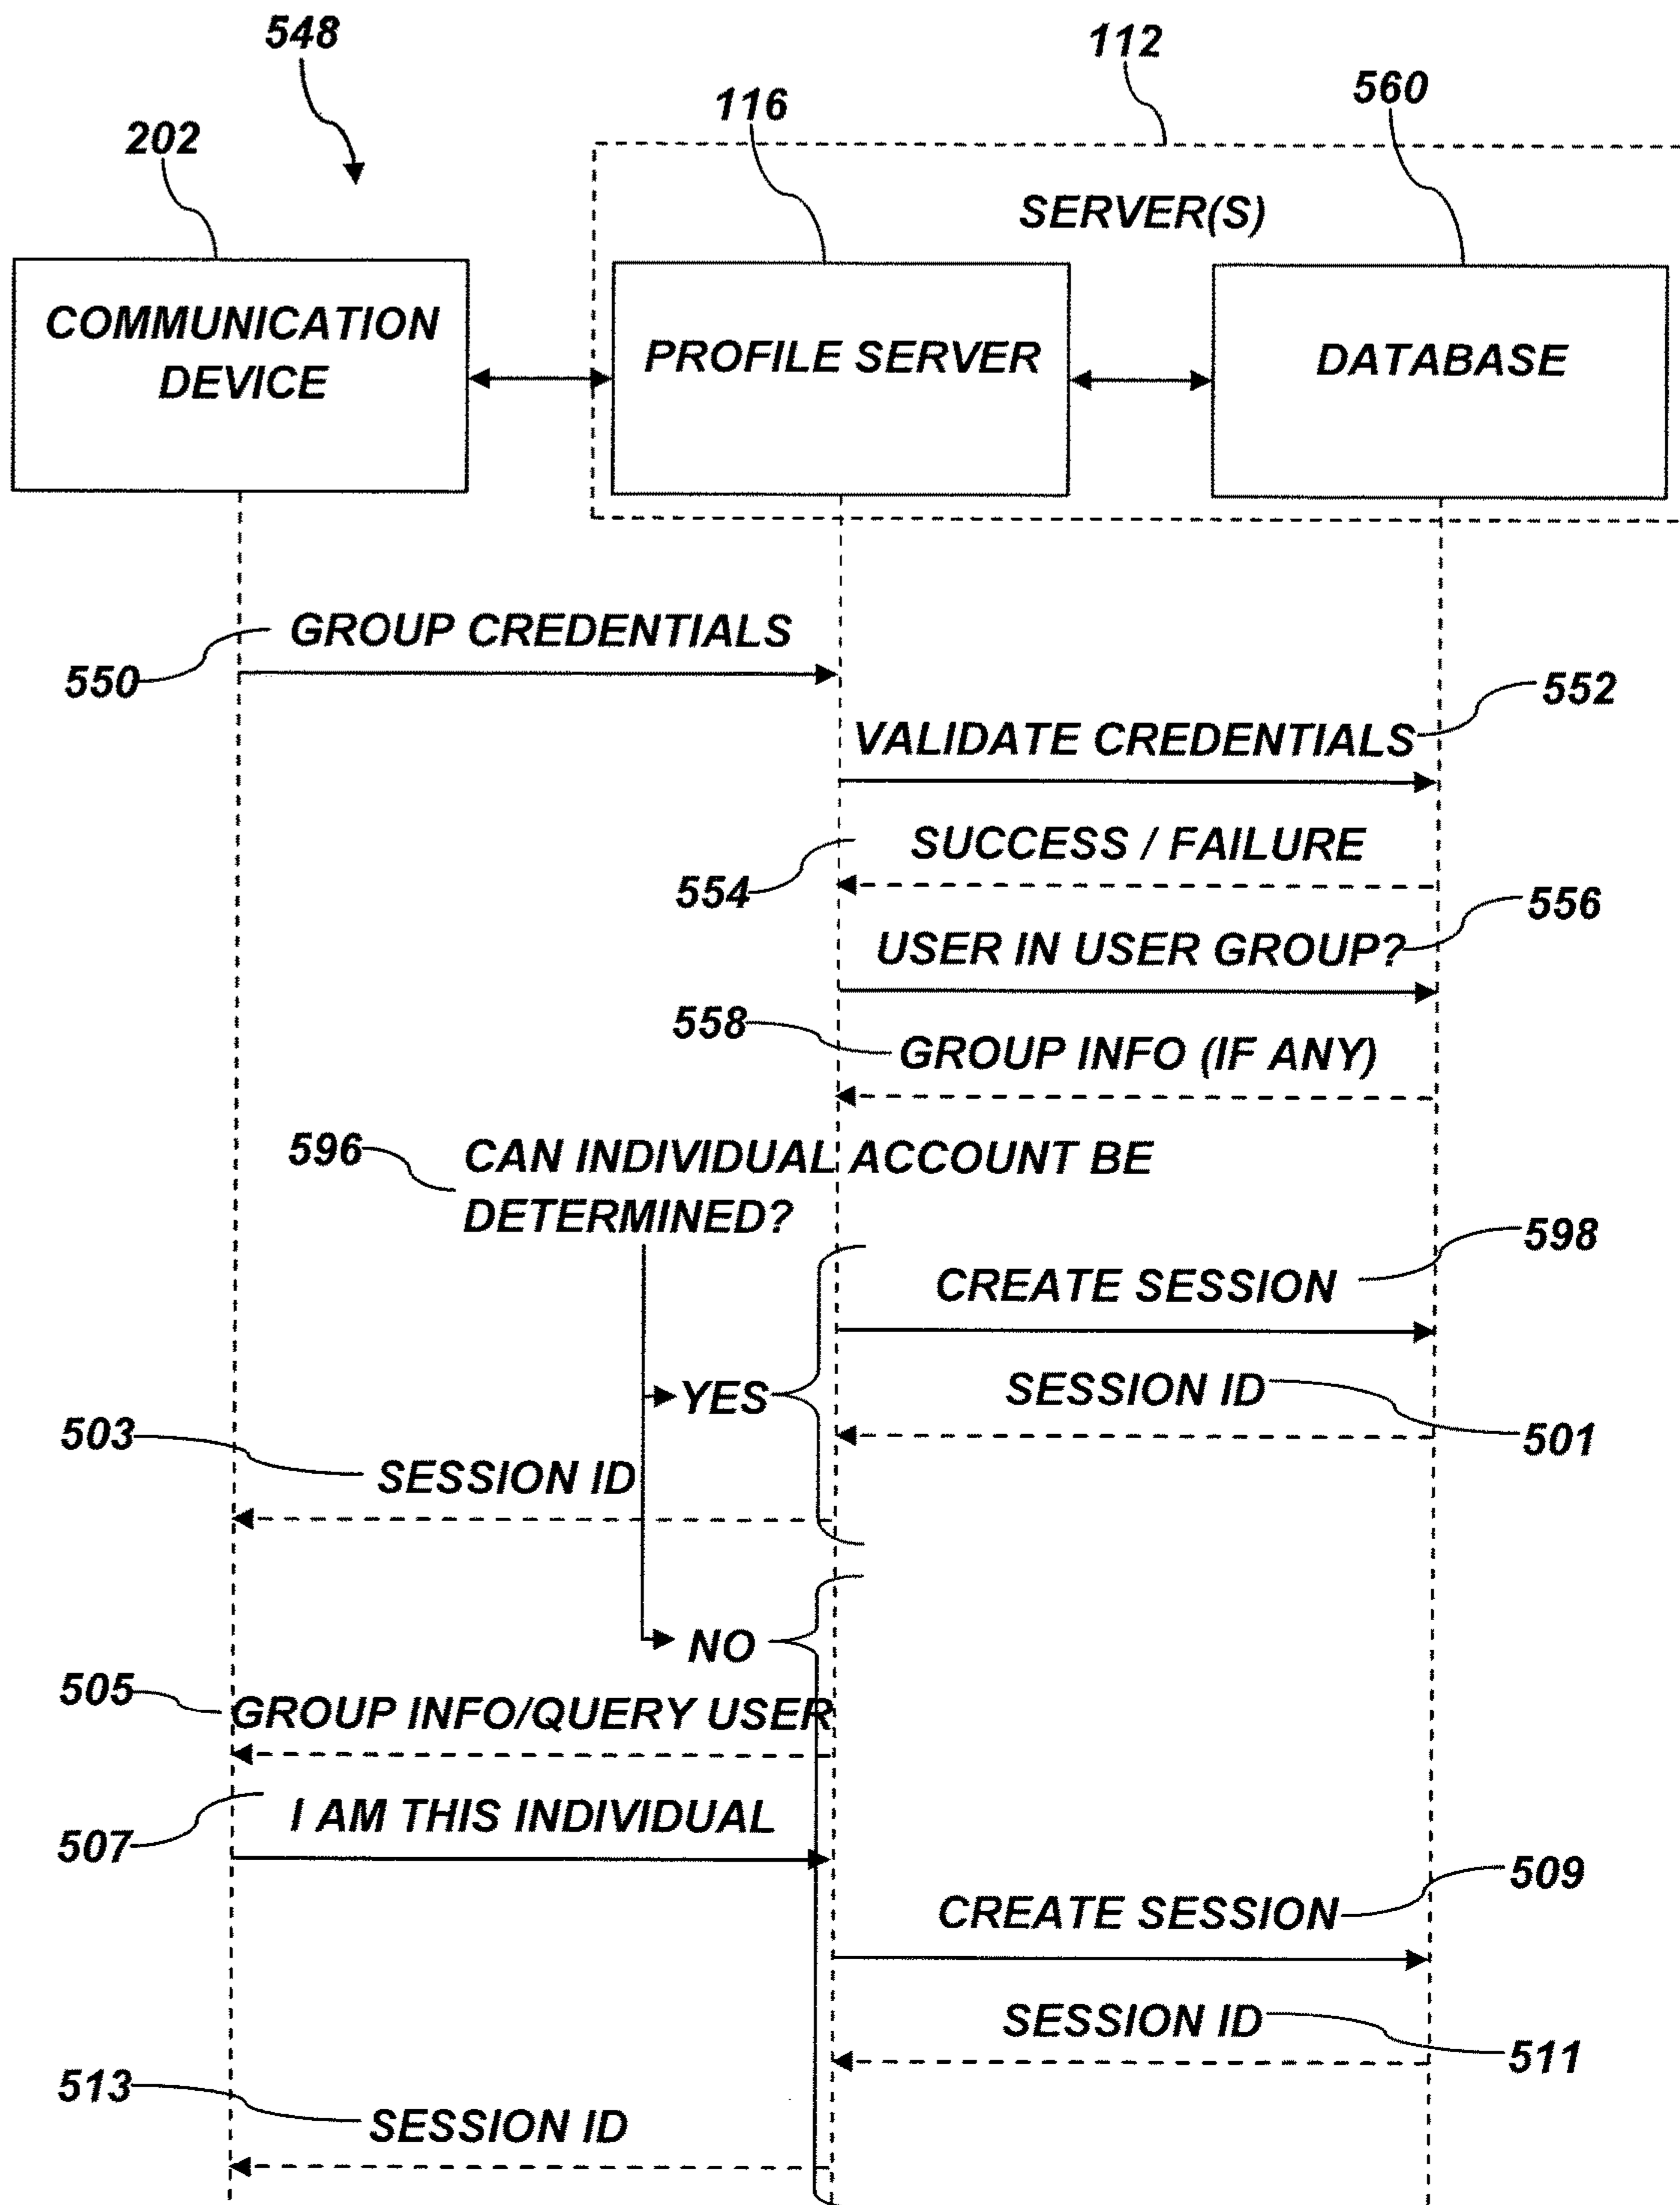 548
112
116
560
202
SERVER(S)
COMMUNICATION
DEVICE
PROFILE SERVER
DATABASE
GROUP CREDENTIALS
550
552
VALIDATE CREDENTIALS
SUCCESS / FAILURE
554
556
USER IN USER GROUP?
558
GROUP INFO (IF ANY)
596
CAN INDIVIDUAL ACCOUNT BE
DETERMINED?
598
CREATE SESSION
YES
SESSION ID
503
501
SESSION ID
NO
505
GROUP INFO/QUERY USER
I AM THIS INDIVIDUAL
507
509
CREATE SESSION
SESSION ID
511
513
SESSION ID